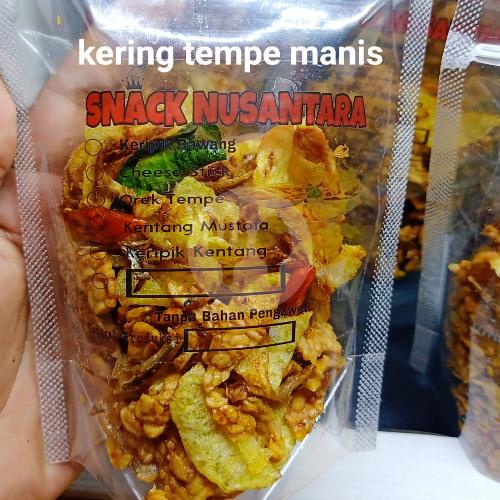 kering tempe manis
SNACK NUSANTARA
Keripik Bawang
Cheese Stick
Orek Tempe
Kentang Mustofa
Keripik Kentang
Tanpa Bahan Pengawet